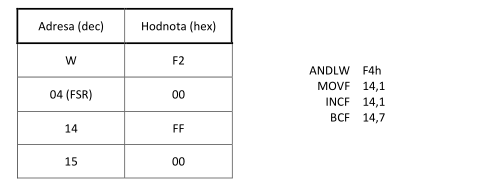 Adresa (dec) Hodnota (hex)
W F2
04 (FSR) 00
14 FF
15 00
ANDLW F4h
MOVF 14,1
INCF 14,1
BCF 14,7